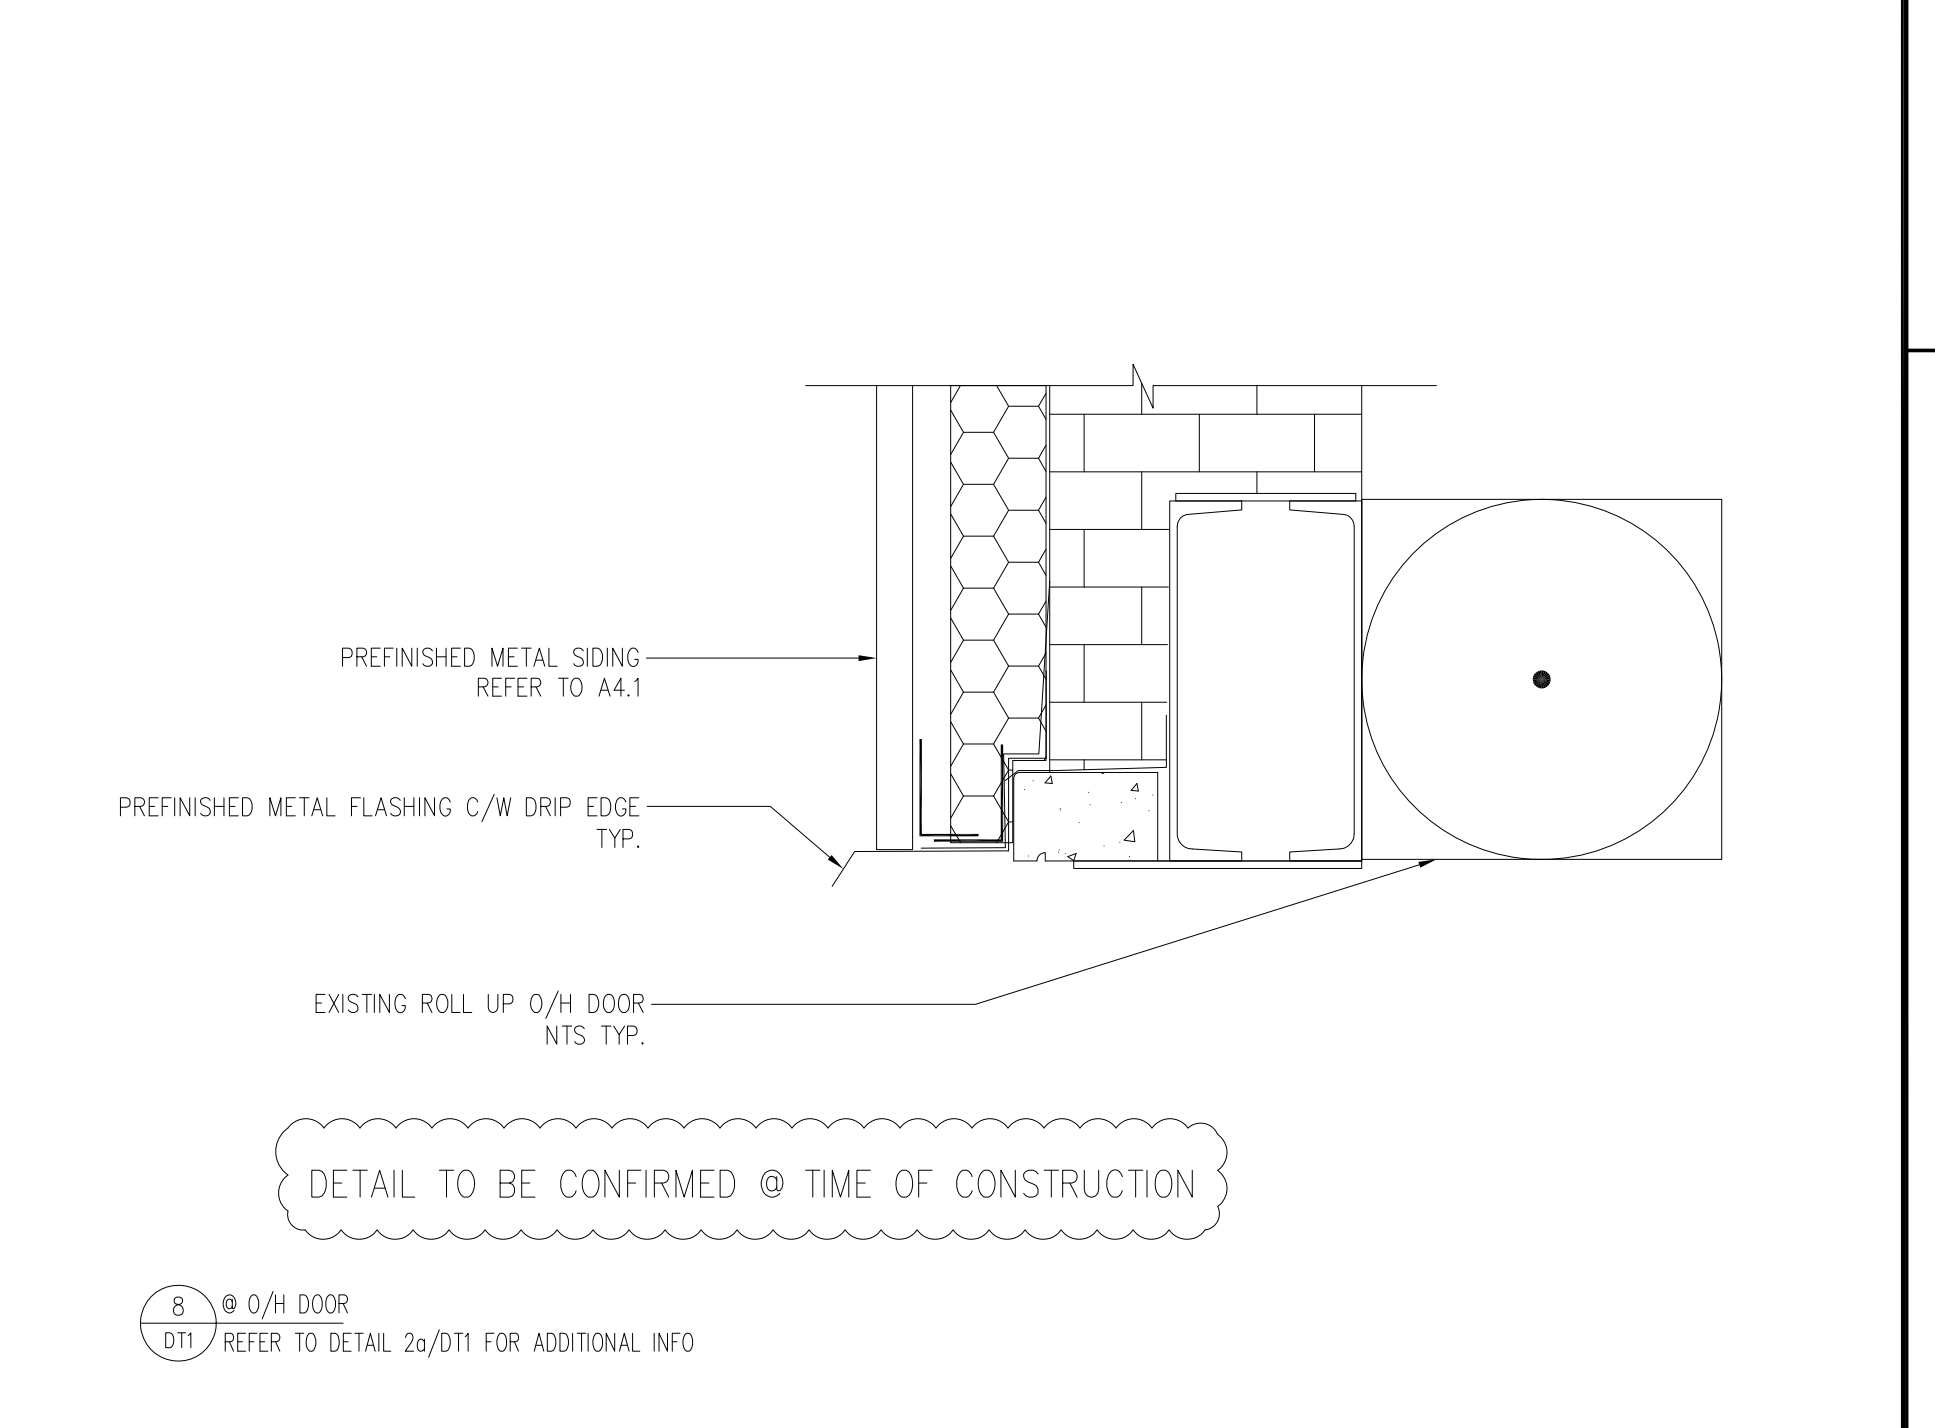 PREFINISHED METAL SIDING
REFER TO A4.1
PREFINISHED METAL FLASHING C/W DRIP EDGE
TYP.
EXISTING ROLL UP O/H DOOR
NTS TYP.
DETAIL TO BE CONFIRMED @ TIME OF CONSTRUCTION
8
DT1
@ O/H DOOR
REFER TO DETAIL 2a/DT1 FOR ADDITIONAL INFO